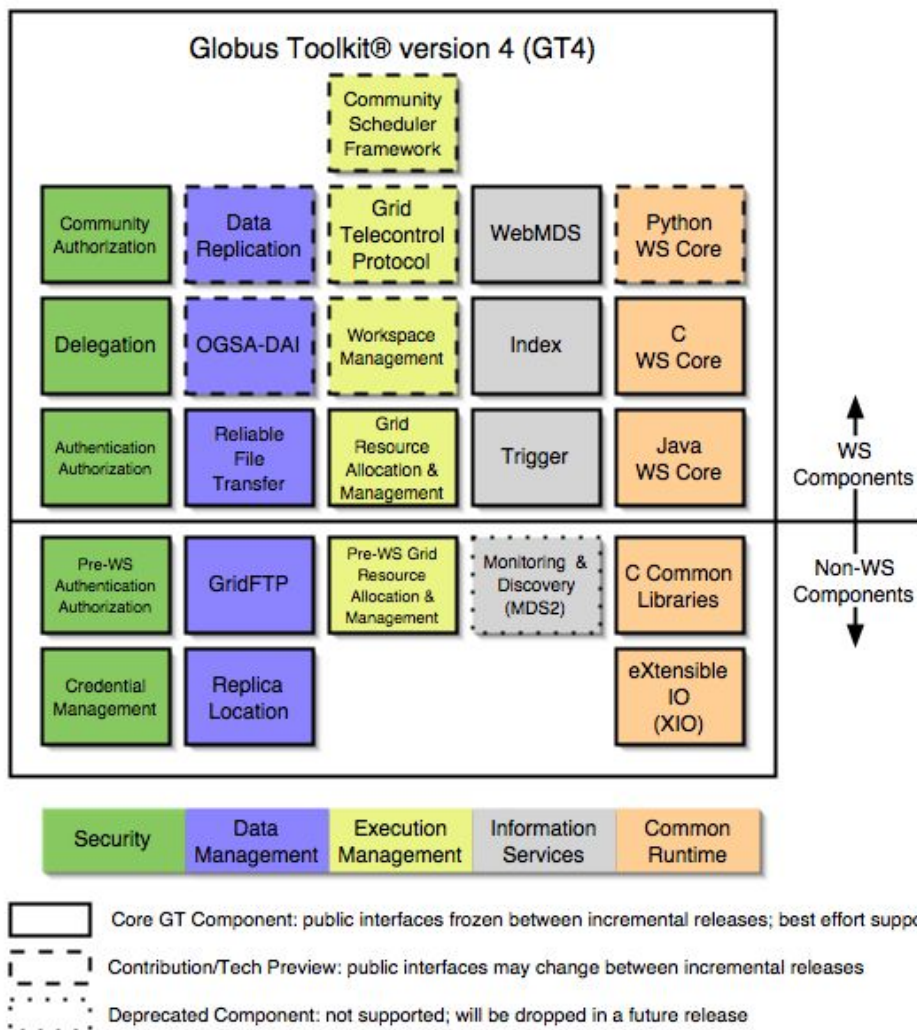 Globus Toolkit® version 4 (GT4)
Community
Scheduler
Framework
Community
Authorization
Data
Replication
Grid
Telecontrol
Protocol
WebMDS
Python
WS Core
Delegation
OGSA-DAI
Workspace
Management
Index
C
WS Core
Authentication
Authorization
Reliable
File
Transfer
Grid
Resource
Allocation &
Management
Trigger
Java
WS Core
WS
Components
Pre-WS
Authentication
Authorization
GridFTP
Pre-WS Grid
Resource
Allocation &
Management
Monitoring &
Discovery
(MDS2)
C Common
Libraries
Non-WS
Components
Credential
Management
Replica
Location
eXtensible
IO
(XIO)
Security
Data
Management
Execution
Management
Information
Services
Common
Runtime
Core GT Component: public interfaces frozen between incremental releases; best effort suppo
Contribution/Tech Preview: public interfaces may change between incremental releases
Deprecated Component: not supported; will be dropped in a future release